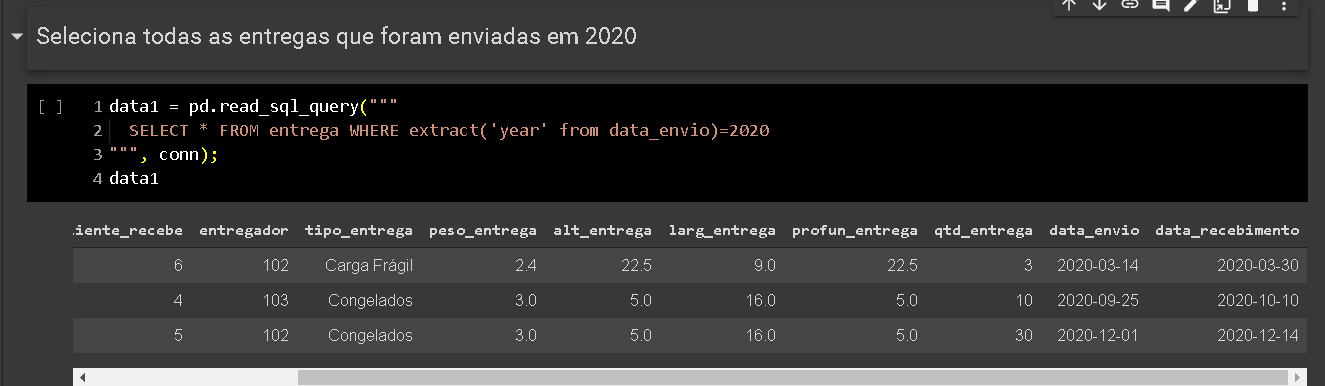 Seleciona todas as entregas que foram enviadas em 2020
[ ] 1 data1 = pd.read_sql_query("""
2 SELECT * FROM entrega WHERE extract('year' from data_envio)=2020
3 """, conn);
4 data1
.iente_recebe entregador tipo_entrega peso_entrega alt_entrega larg_entrega profun_entrega qtd_entrega data_envio data_recebimento
6 102 Carga Frágil 2.4 22.5 9.0 22.5 3 2020-03-14 2020-03-30
4 103 Congelados 3.0 5.0 16.0 5.0 10 2020-09-25 2020-10-10
5 102 Congelados 3.0 5.0 16.0 5.0 30 2020-12-01 2020-12-14